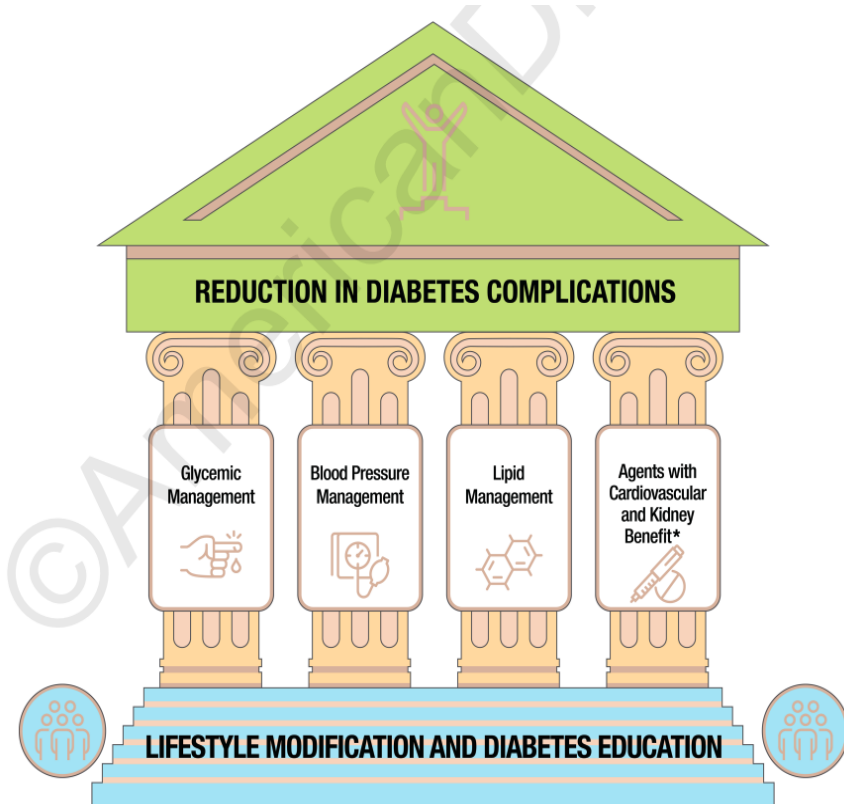 ©AmericanD
REDUCTION IN DIABETES COMPLICATIONS
Glycemic
Management
Blood Pressure
Management
Lipid
Management
Agents with
Cardiovascular
and Kidney
Benefit*
LIFESTYLE MODIFICATION AND DIABETES EDUCATION